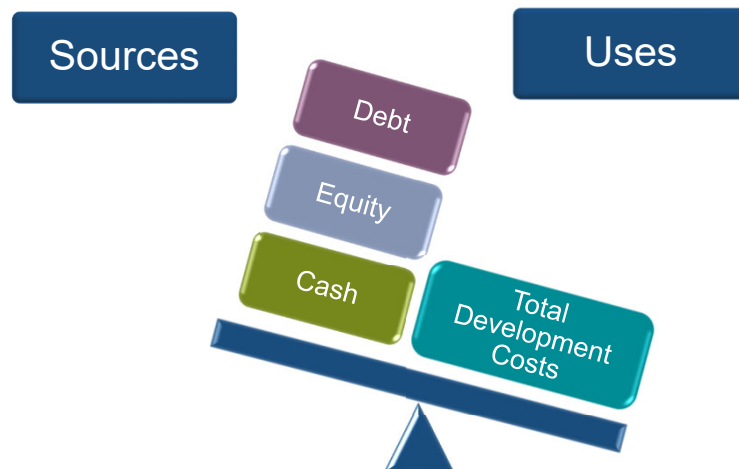 Sources
Uses
Debt
Equity
Cash
Total
Development
Costs